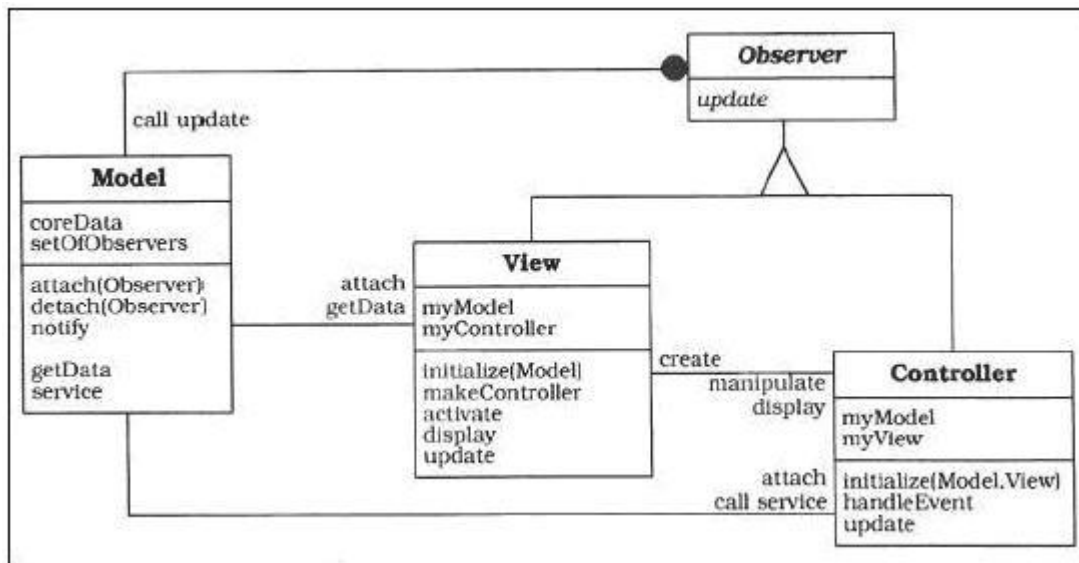 Observer
update
call update
Model
coreData
setOfObservers
attach(Observer)
detach(Observer)
notify
getData
service
attach
getData
View
myModel
myController
initialize(Model)
makeController
activate
display
update
create
manipulate
display
attach
call service
Controller
myModel
myView
initialize(Model.View)
handleEvent
update